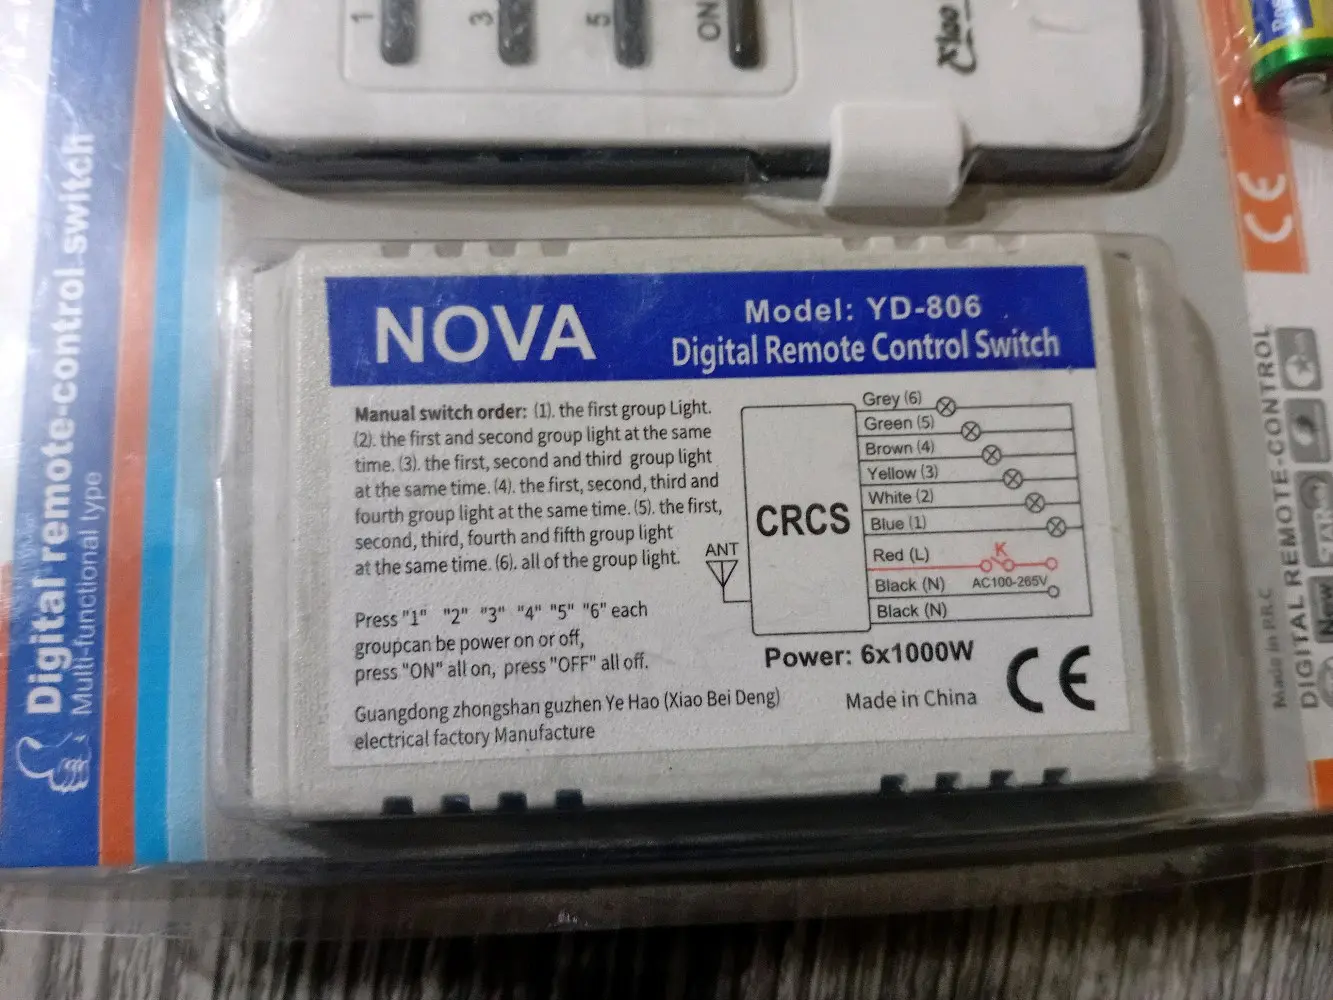 1
3
5
ON
Digital remote-control switch
Multi-functional type
NOVA
Model: YD-806
Digital Remote Control Switch
Manual switch order: (1). the first group Light.
(2). the first and second group light at the same
time. (3). the first, second and third group light
at the same time. (4). the first, second, third and
fourth group light at the same time. (5). the first,
second, third, fourth and fifth group light
at the same time. (6). all of the group light.
Press "1" "2" "3" "4" "5" "6" each
groupcan be power on or off,
press "ON" all on, press "OFF" all off.
Guangdong zhongshan guzhen Ye Hao (Xiao Bei Deng)
electrical factory Manufacture
ANT
CRCS
Grey (6)
Green (5)
Brown (4)
Yellow (3)
White (2)
Blue (1)
Red (L)
K
Black (N)
AC100-265V
Black (N)
Power: 6x1000W
Made in China
CE
CE
Made in P.R.C
DIGITAL REMOTE-CONTROL
New